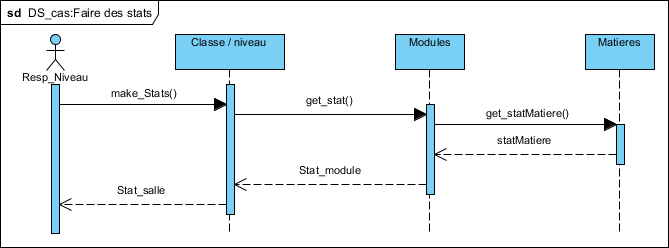 sd DS_cas:Faire des stats
Resp_Niveau
Classe / niveau
Modules
Matieres
make_Stats()
get_stat()
get_statMatiere()
statMatiere
Stat_module
Stat_salle